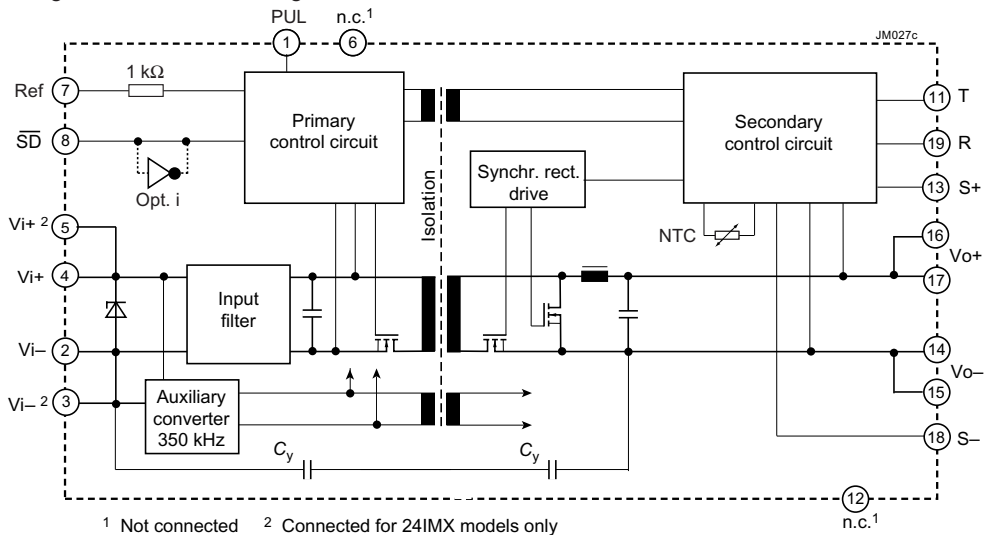 PUL
n.c.1
1
6
JM027c
Ref 7
1 kΩ
Primary control circuit
Secondary control circuit
11 T
SD 8
19 R
Opt. i
Isolation
Synchr. rect. drive
13 S+
NTC
Vi+ 2 5
16
Vo+
Vi+ 4
17
Input filter
Vi– 2
14
Vo–
Vi– 2 3
15
Auxiliary converter 350 kHz
Cy
Cy
18 S–
12
n.c.1
1 Not connected 2 Connected for 24IMX models only